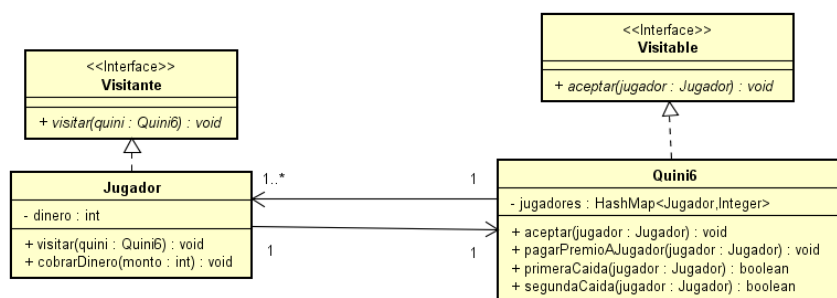 <<Interface>>
Visitante
+ visitar(quini : Quini6) : void
<<Interface>>
Visitable
+ aceptar(jugador : Jugador) : void
Jugador
- dinero : int
+ visitar(quini : Quini6) : void
+ cobrarDinero(monto : int) : void
1..*
1
1
1
Quini6
- jugadores : HashMap<Jugador,Integer>
+ aceptar(jugador : Jugador) : void
+ pagarPremioAJugador(jugador : Jugador) : void
+ primeraCaida(jugador : Jugador) : boolean
+ segundaCaida(jugador : Jugador) : boolean